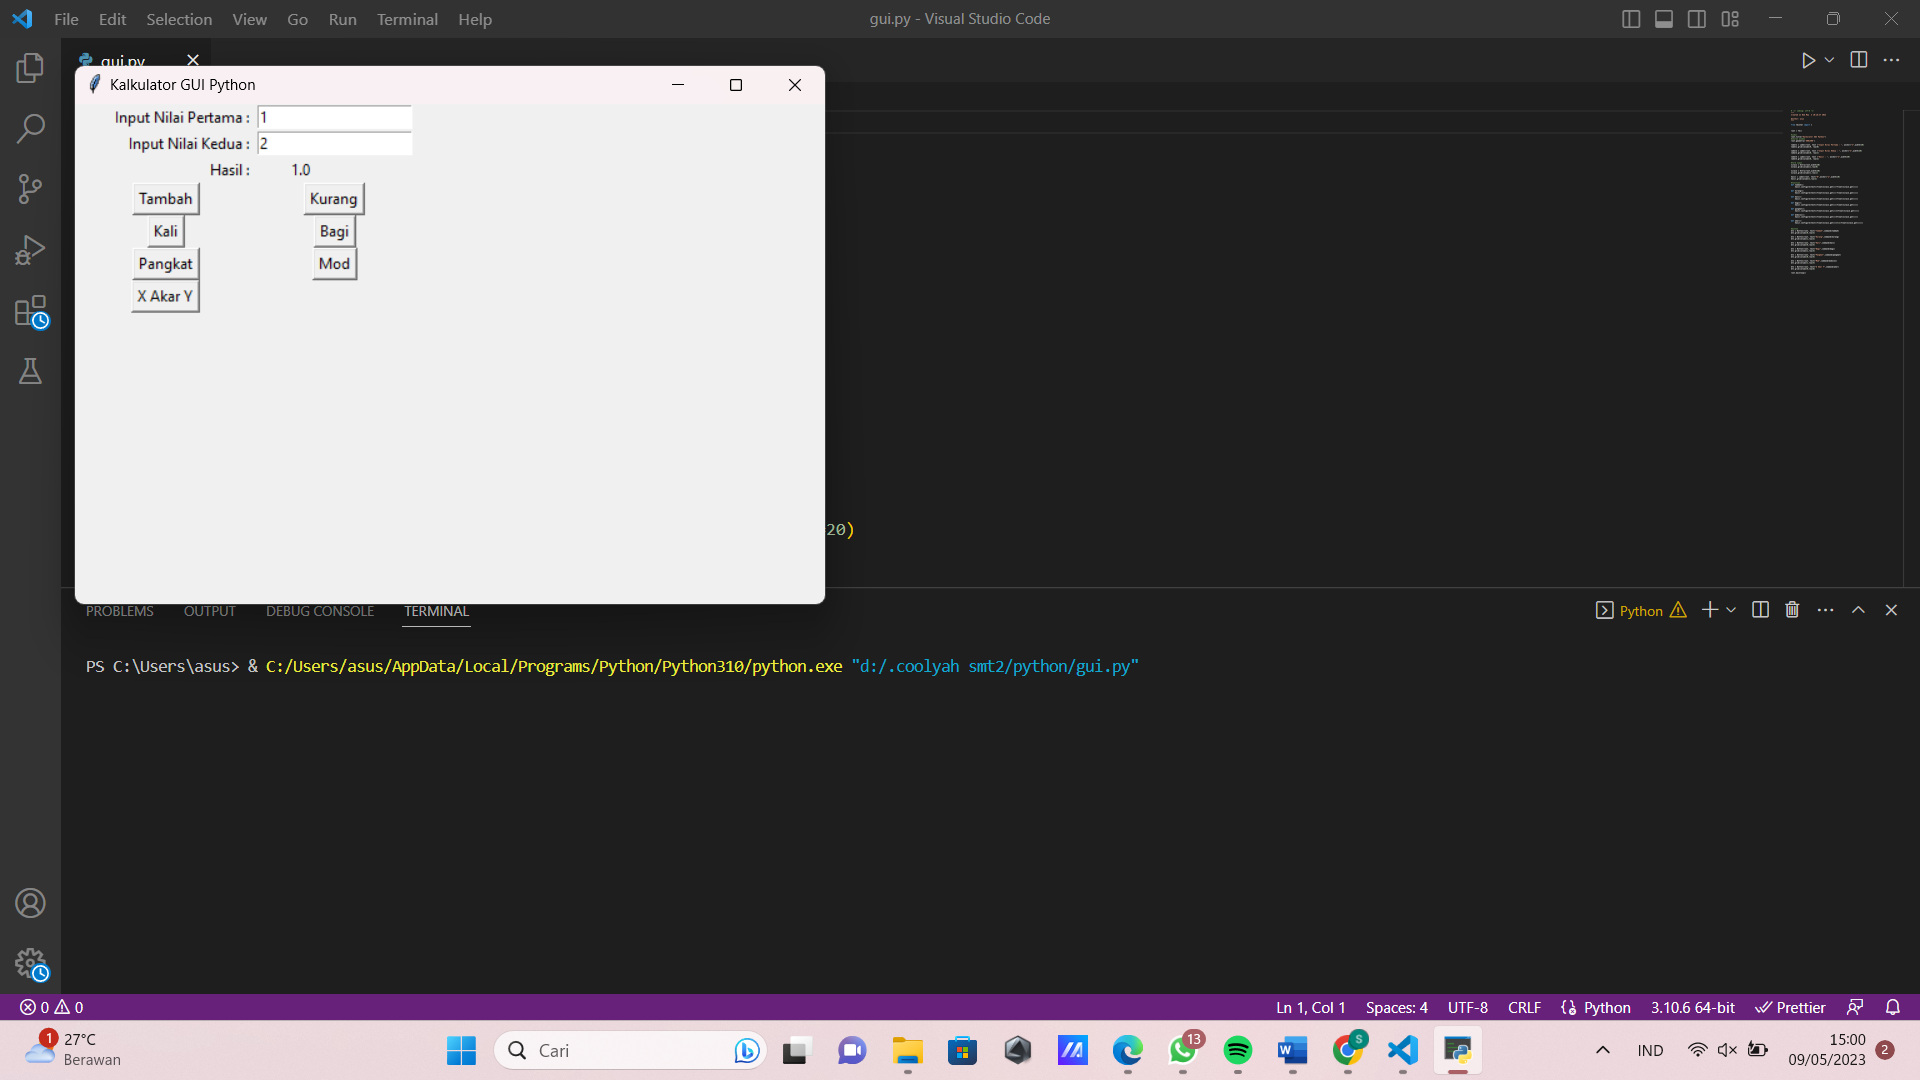 File Edit Selection View Go Run Terminal Help
gui.py - Visual Studio Code
gui.py
Kalkulator GUI Python
Input Nilai Pertama : 1
Input Nilai Kedua : 2
Hasil : 1.0
Tambah Kurang
Kali Bagi
Pangkat Mod
X Akar Y
20)
PROBLEMS OUTPUT DEBUG CONSOLE TERMINAL
Python
PS C:\Users\asus> & C:/Users/asus/AppData/Local/Programs/Python/Python310/python.exe "d:/.coolyah smt2/python/gui.py"
0 0
Ln 1, Col 1 Spaces: 4 UTF-8 CRLF Python 3.10.6 64-bit Prettier
1
27°C
Berawan
Cari
W
13
S
IND
15:00
09/05/2023
2